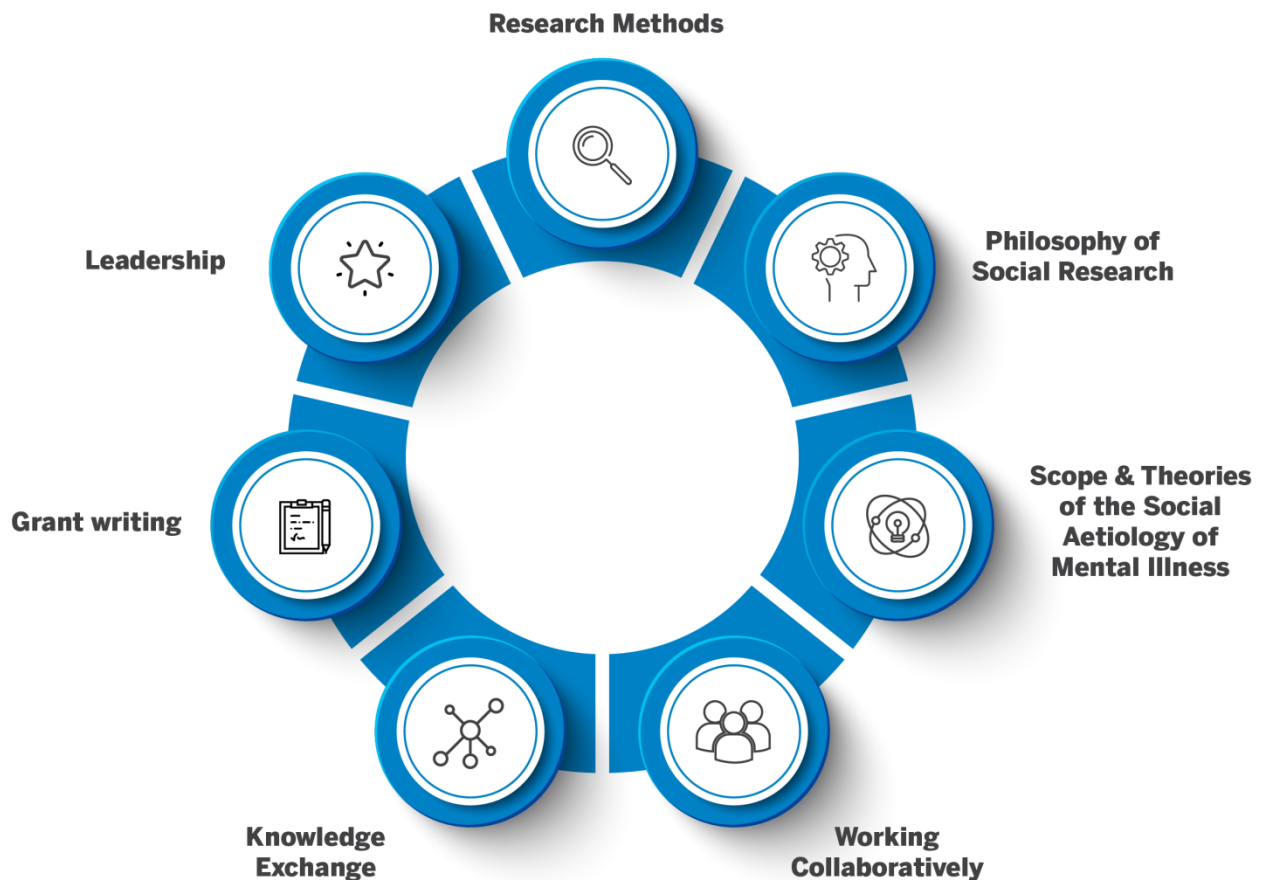 Research Methods
Philosophy of
Social Research
Scope & Theories
of the Social
Aetiology of
Mental Illness
Working
Collaboratively
Knowledge
Exchange
Grant writing
Leadership